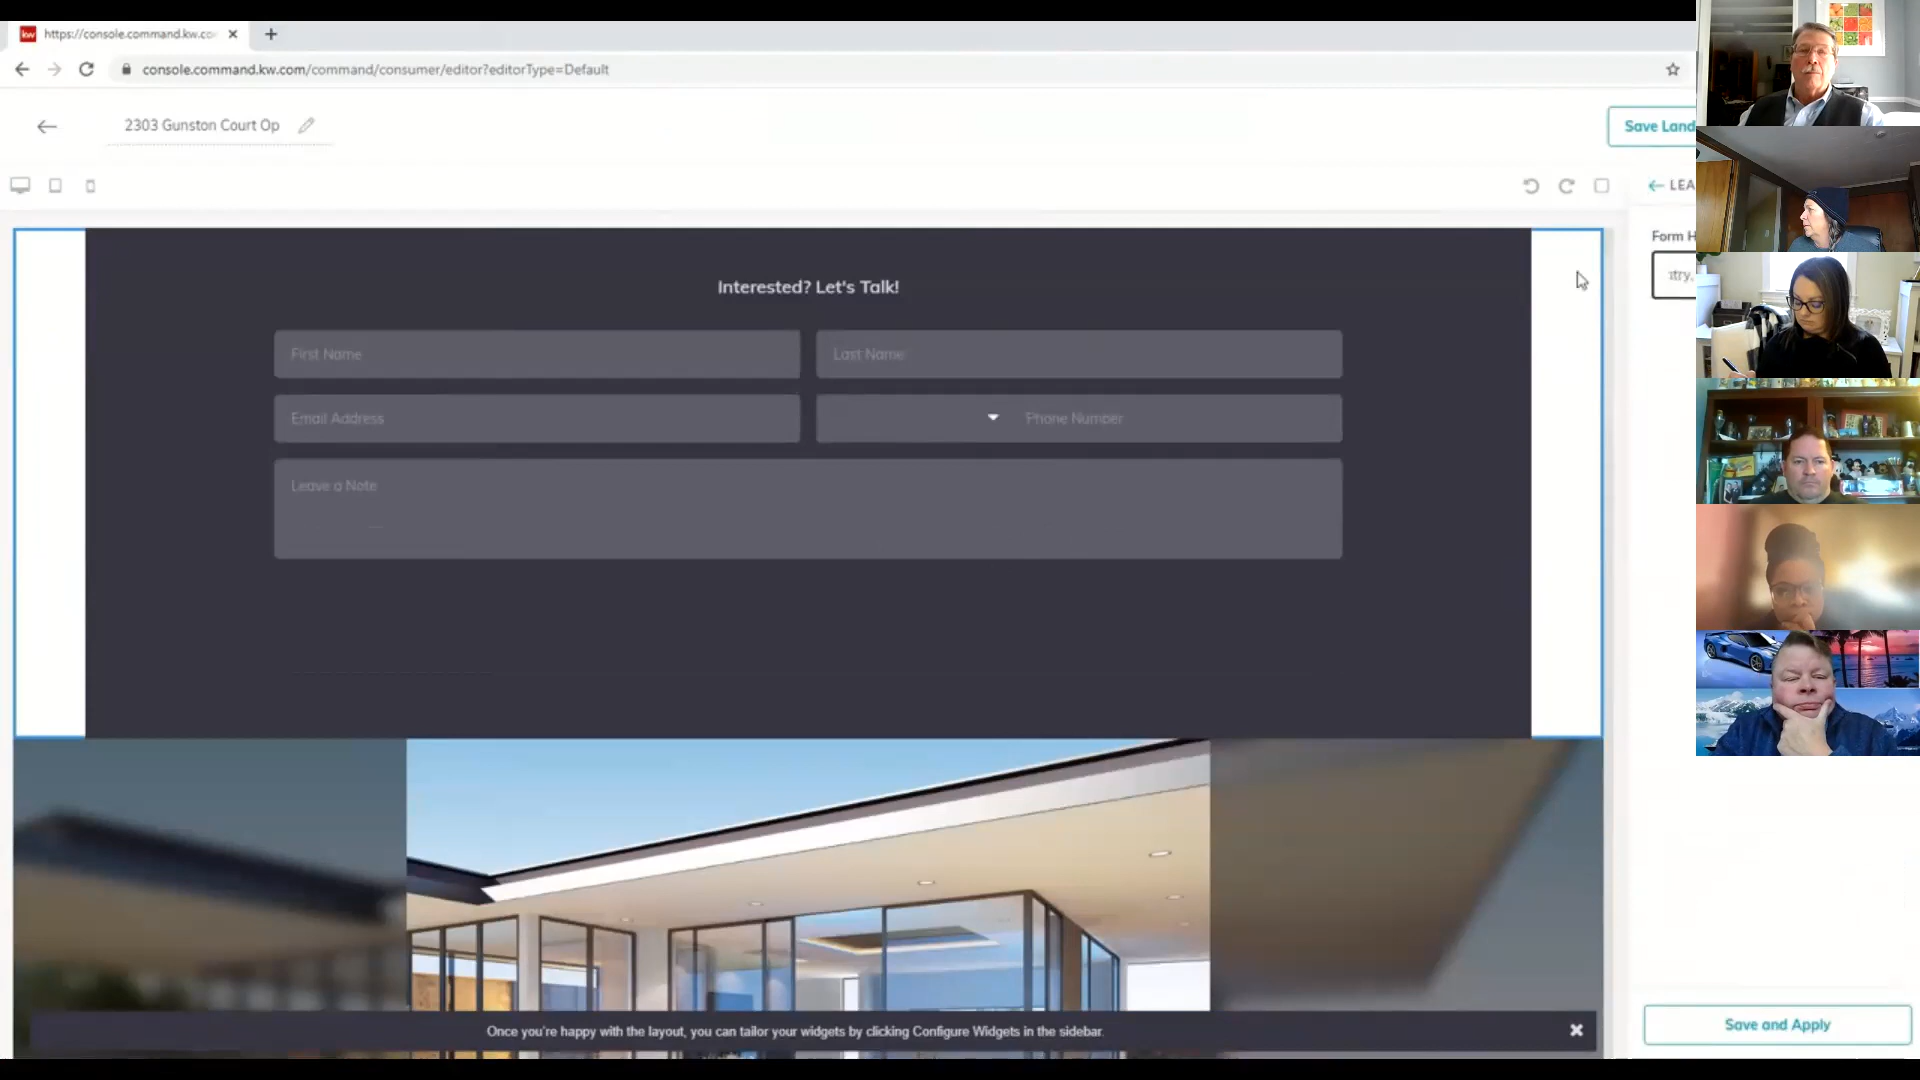 kw https://console.command.kw.co
console.command.kw.com/command/consumer/editor?editorType=Default
2303 Gunston Court Op
Save Land
LEA
Form H
Interested? Let's Talk!
First Name
Last Name
Email Address
Phone Number
Leave a Note
Once you're happy with the layout, you can tailor your widgets by clicking Configure Widgets in the sidebar.
Save and Apply